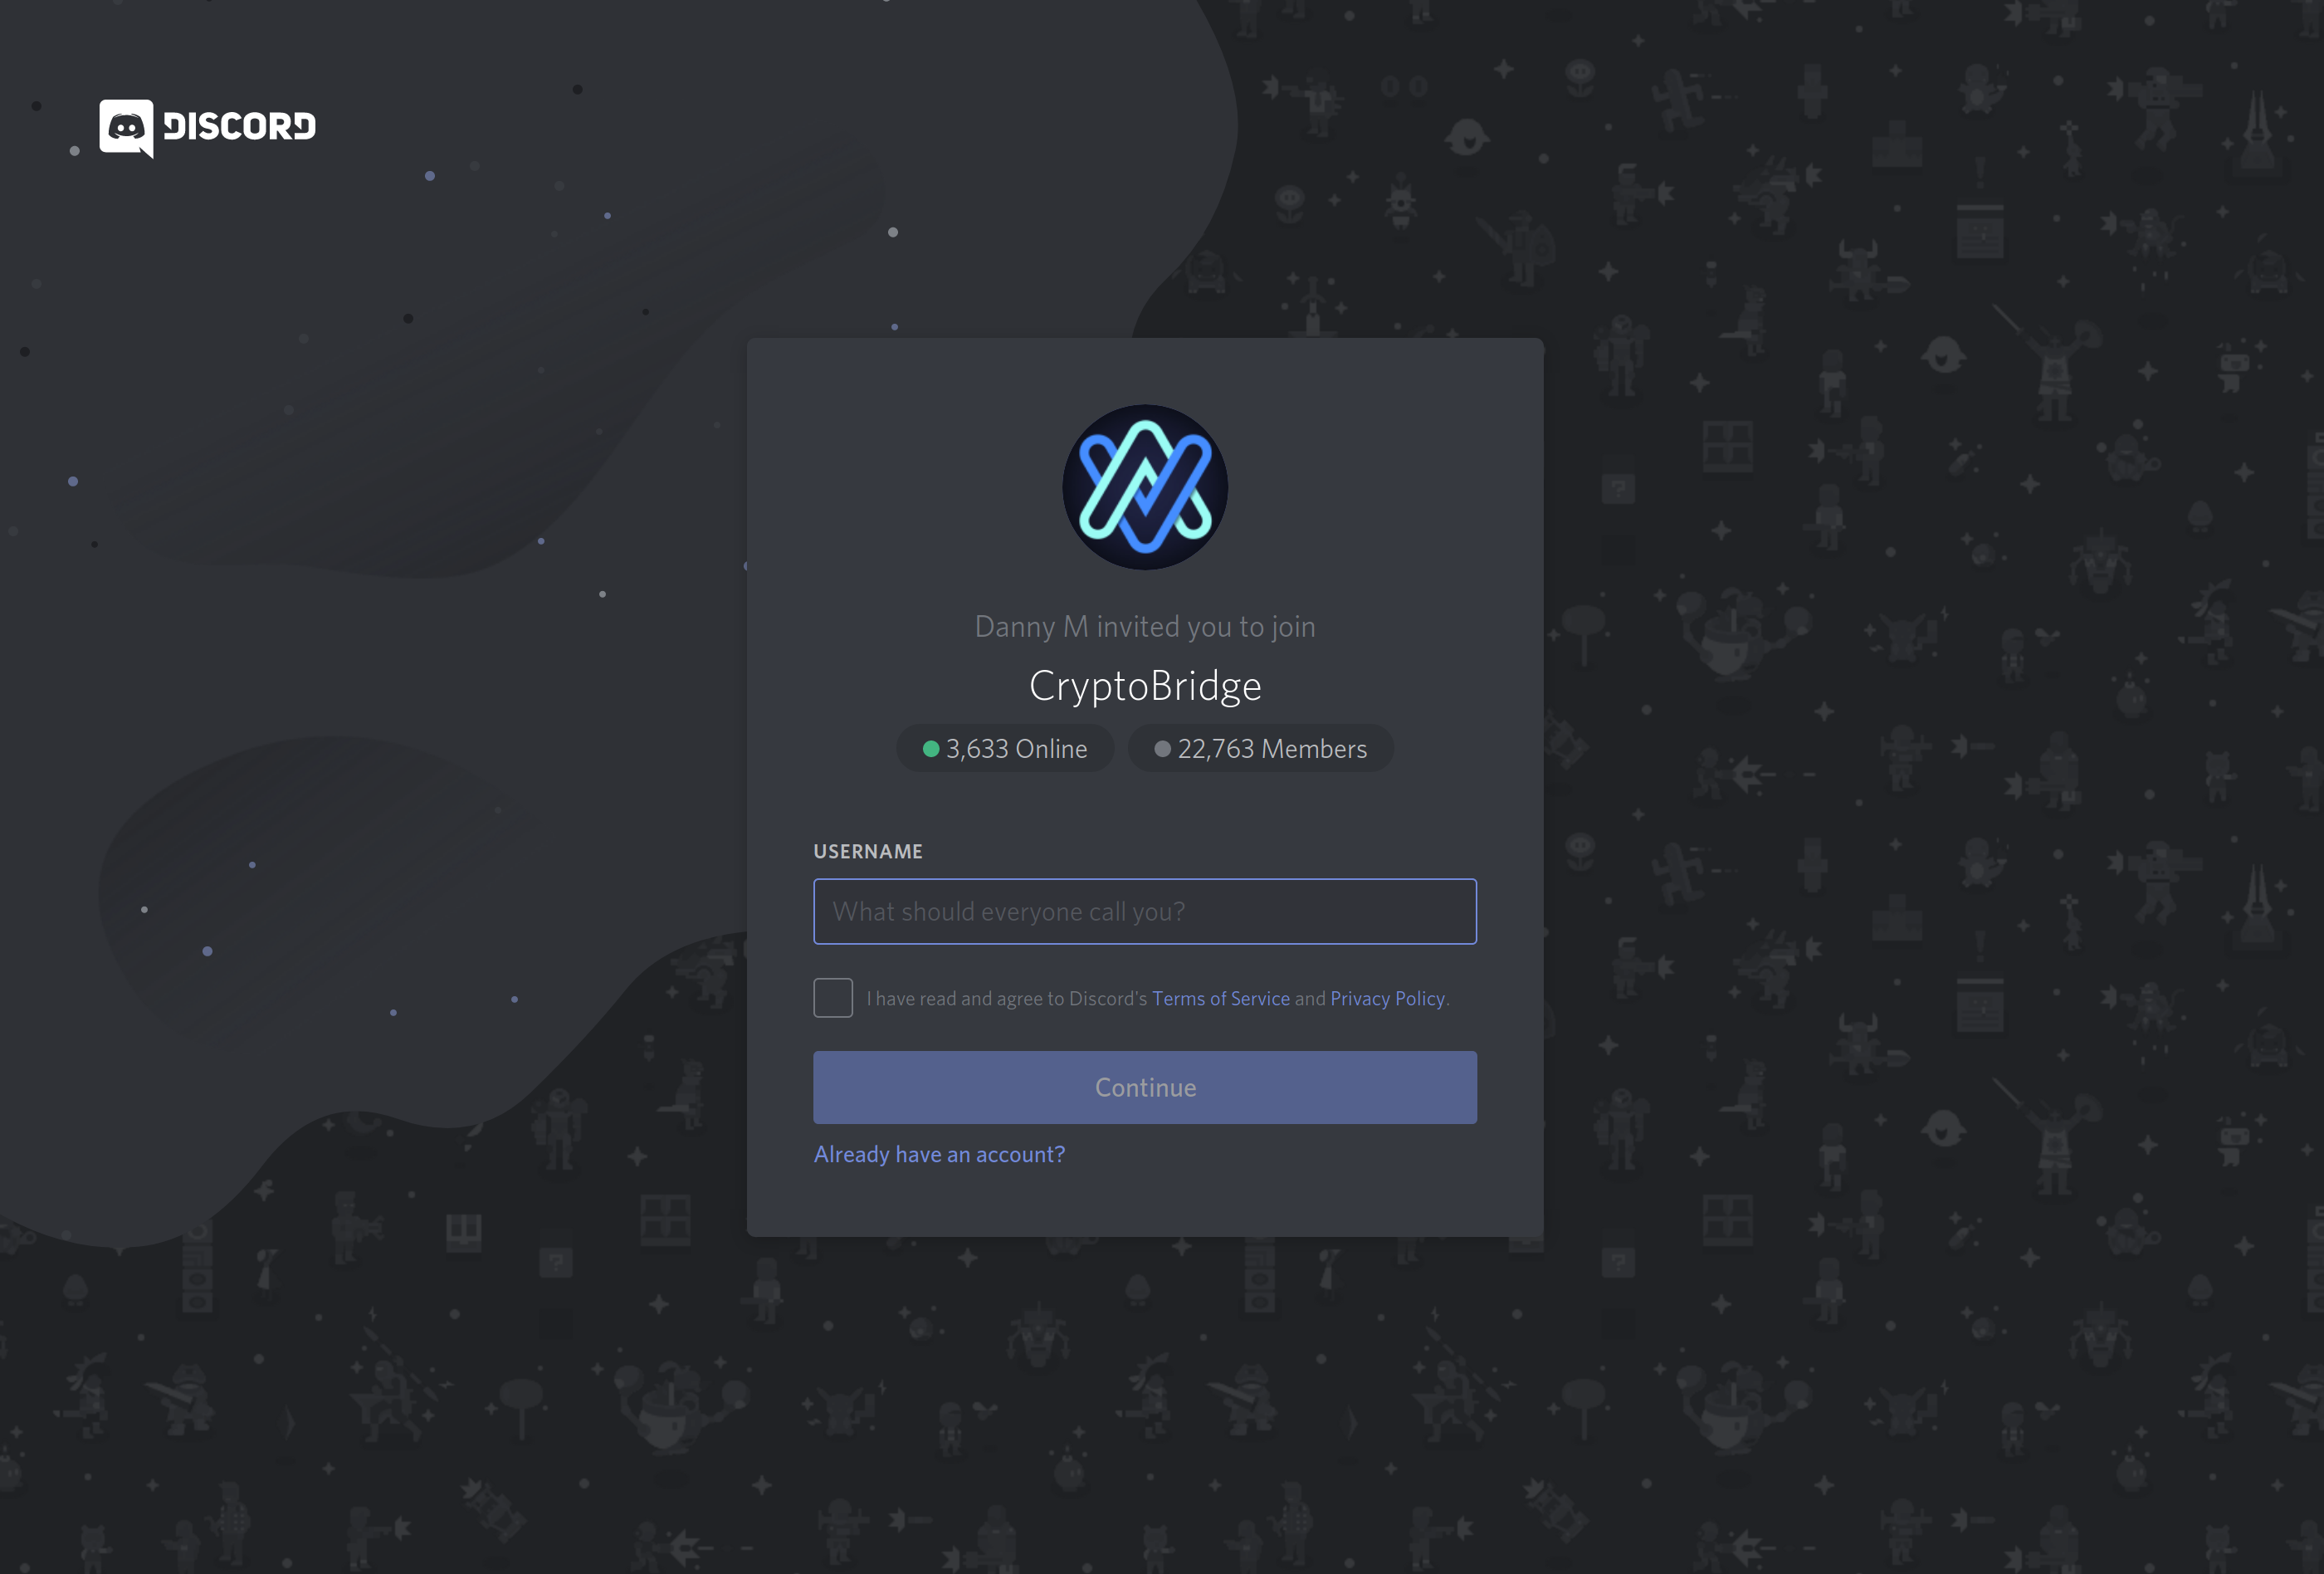 DISCORD
Danny M invited you to join
CryptoBridge
3,633 Online
22,763 Members
USERNAME
What should everyone call you?
I have read and agree to Discord's Terms of Service and Privacy Policy.
Continue
Already have an account?